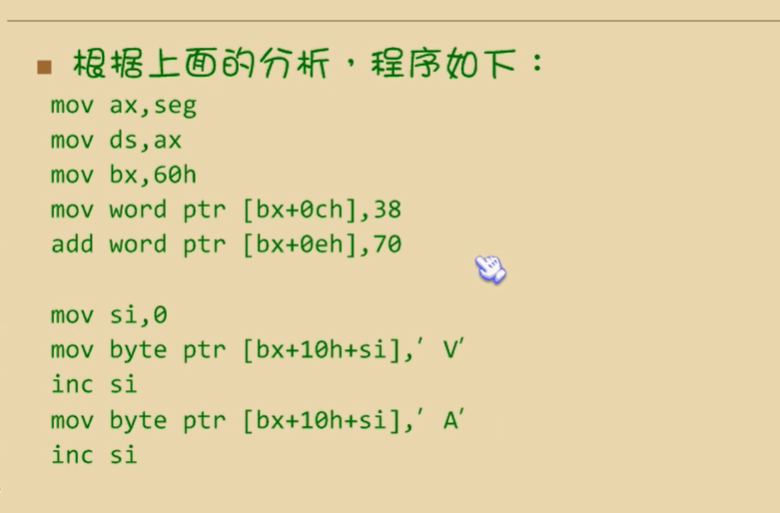 根据上面的分析，程序如下：
mov ax,seg
mov ds,ax
mov bx,60h
mov word ptr [bx+0ch],38
add word ptr [bx+0eh],70
mov si,0
mov byte ptr [bx+10h+si],′ V′
inc si
mov byte ptr [bx+10h+si],′ A′
inc si